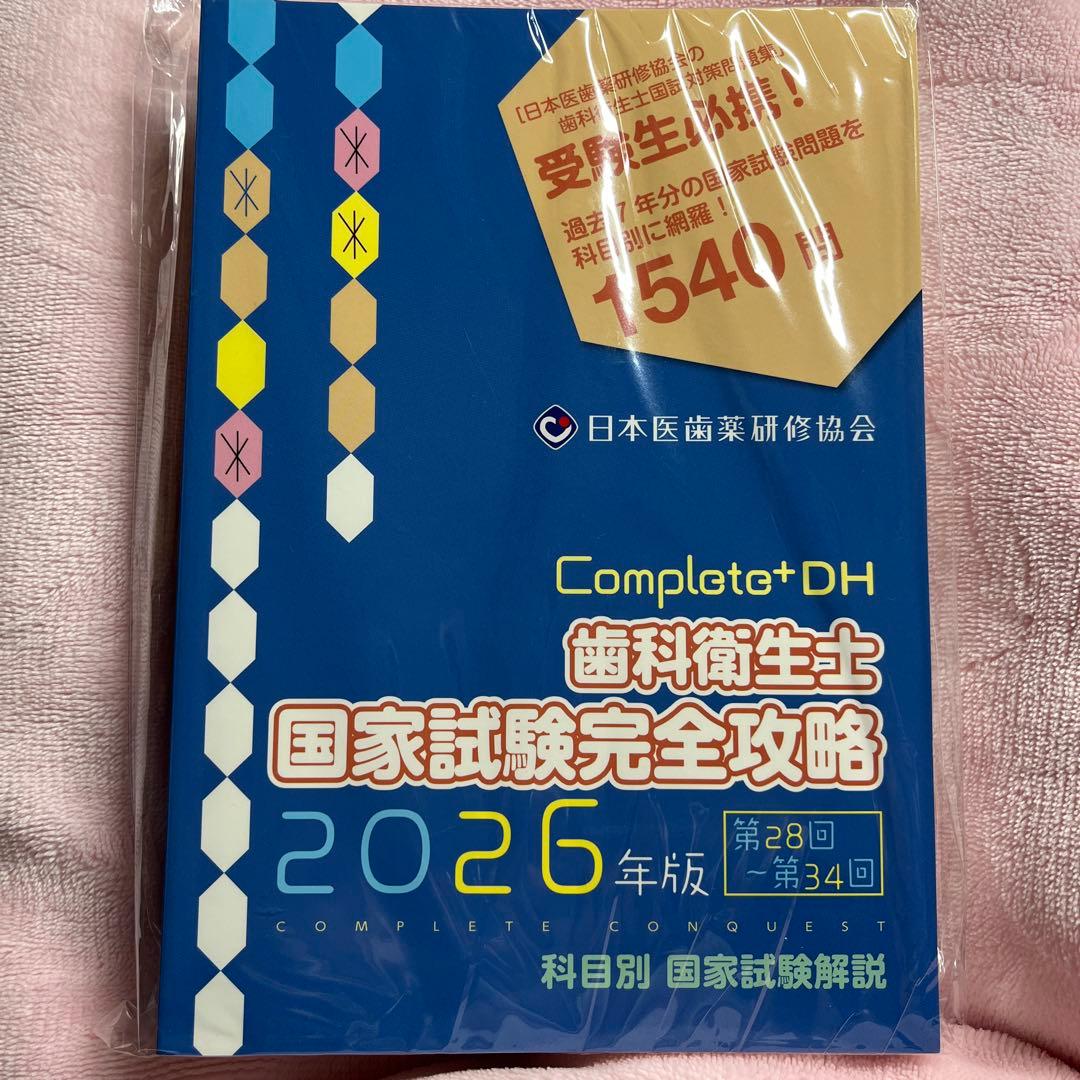 「日本医歯薬研修協会の
歯科衛生士国試対策問題集」
受験生必携！
過去7年分の国家試験問題を
科目別に網羅！
1540問
日本医歯薬研修協会
Complete+DH
歯科衛生士
国家試験完全攻略
2026年版
第28回
～第34回
COMPLETE CONQUEST
科目別 国家試験解説